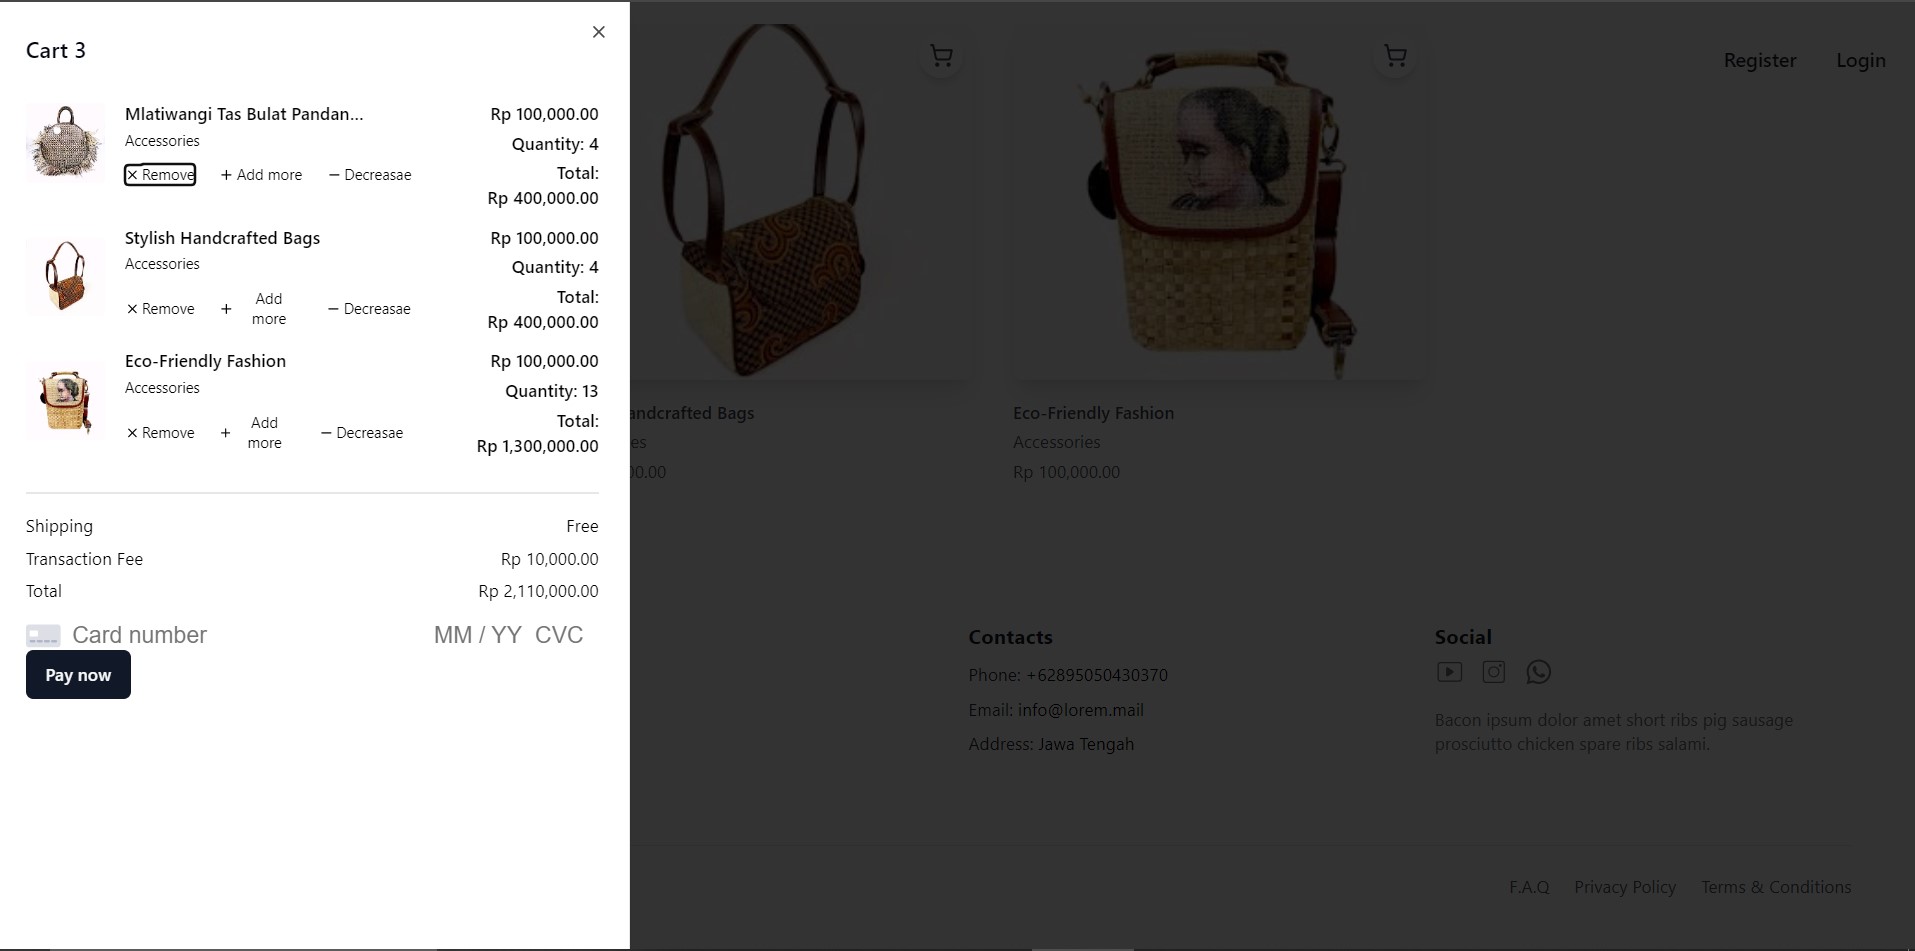 Cart 3
Mlatiwangi Tas Bulat Pandan...
Rp 100,000.00
Accessories
Quantity: 4
Remove
Add more
Decreasae
Total:
Rp 400,000.00
Stylish Handcrafted Bags
Rp 100,000.00
Accessories
Quantity: 4
Remove
Add
more
Decreasae
Total:
Rp 400,000.00
Eco-Friendly Fashion
Rp 100,000.00
Accessories
Quantity: 13
Remove
Add
more
Decreasae
Total:
Rp 1,300,000.00
Shipping
Free
Transaction Fee
Rp 10,000.00
Total
Rp 2,110,000.00
Card number
MM / YY CVC
Pay now
Register
Login
andcrafted Bags
es
00.00
Eco-Friendly Fashion
Accessories
Rp 100,000.00
Contacts
Phone: +62895050430370
Email: info@lorem.mail
Address: Jawa Tengah
Social
Bacon ipsum dolor amet short ribs pig sausage
prosciutto chicken spare ribs salami.
F.A.Q
Privacy Policy
Terms & Conditions